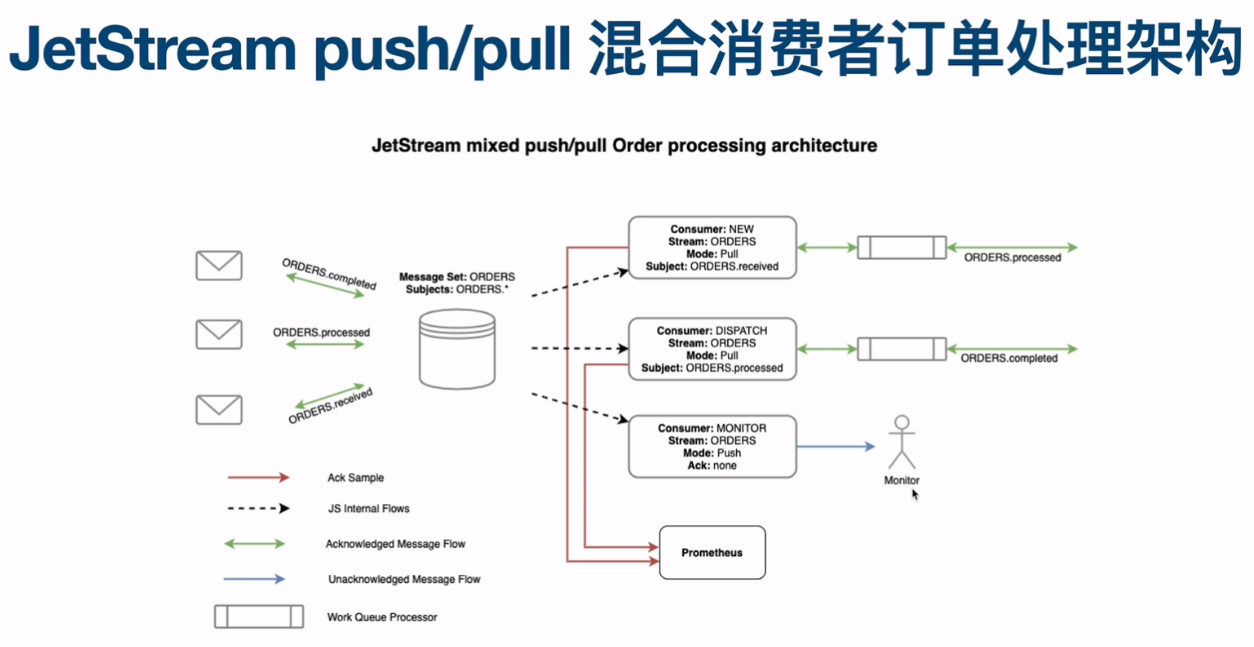 JetStream push/pull 混合消费者订单处理架构
JetStream mixed push/pull Order processing architecture
ORDERS.completed
ORDERS.processed
ORDERS.received
Message Set: ORDERS
Subjects: ORDERS.*
Consumer: NEW
Stream: ORDERS
Mode: Pull
Subject: ORDERS.received
ORDERS.processed
Consumer: DISPATCH
Stream: ORDERS
Mode: Pull
Subject: ORDERS.processed
ORDERS.completed
Consumer: MONITOR
Stream: ORDERS
Mode: Push
Ack: none
Monitor
Prometheus
Ack Sample
JS Internal Flows
Acknowledged Message Flow
Unacknowledged Message Flow
Work Queue Processor